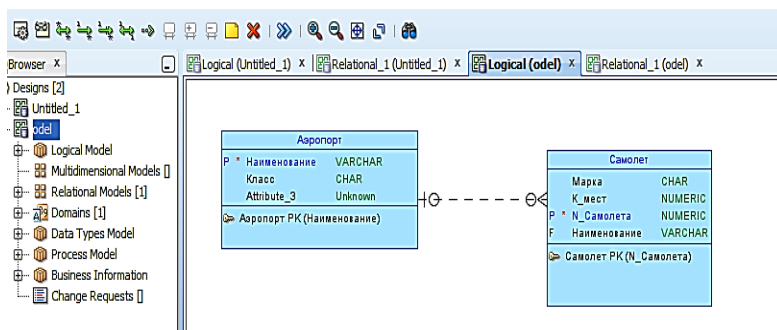 Logical (Untitled_1) x Relational_1 (Untitled_1) x Logical (odel) x Relational_1 (odel) x
Browser x
Designs [2]
Untitled_1
odel
Logical Model
Multidimensional Models []
Relational Models [1]
Domains [1]
Data Types Model
Process Model
Business Information
Change Requests []
Аэропорт
P * Наименование VARCHAR
Класс CHAR
Attribute_3 Unknown
Аэропорт PK (Наименование)
Самолет
Марка CHAR
К_мест NUMERIC
P * N_Самолета NUMERIC
F Наименование VARCHAR
Самолет PK (N_Самолета)